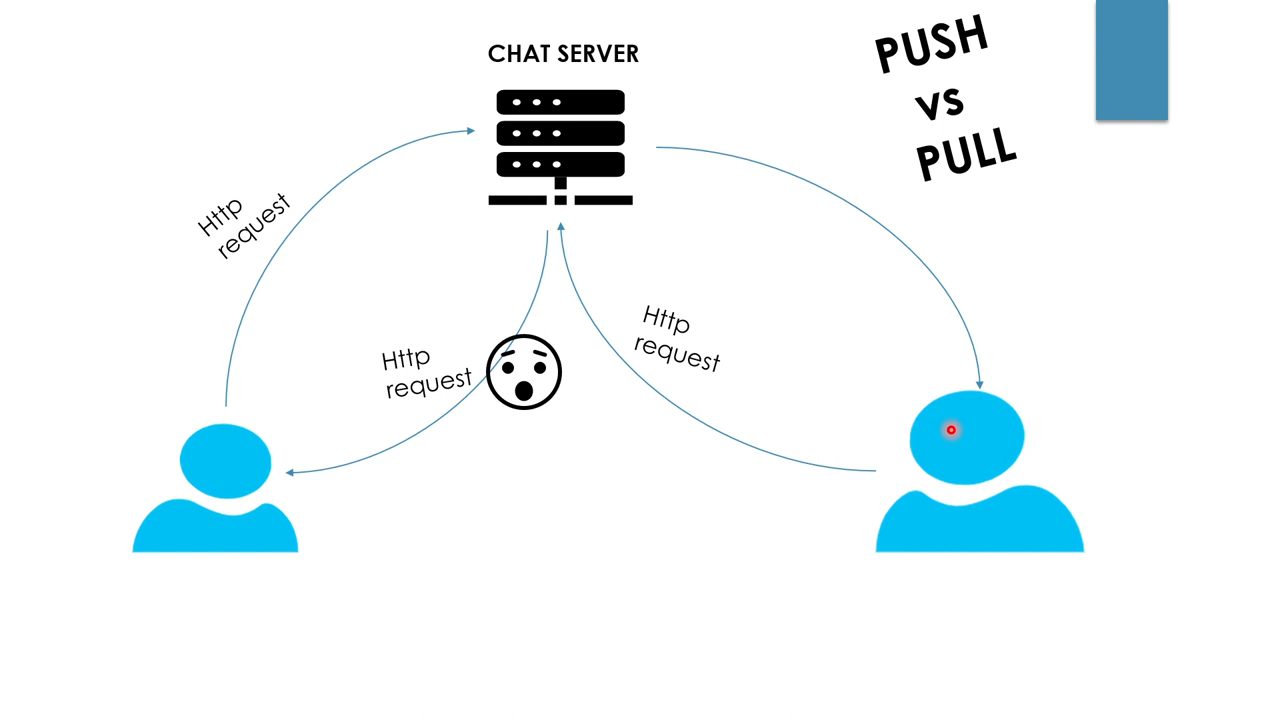 CHAT SERVER
PUSH
vs
PULL
Http
request
Http
request
Http
request